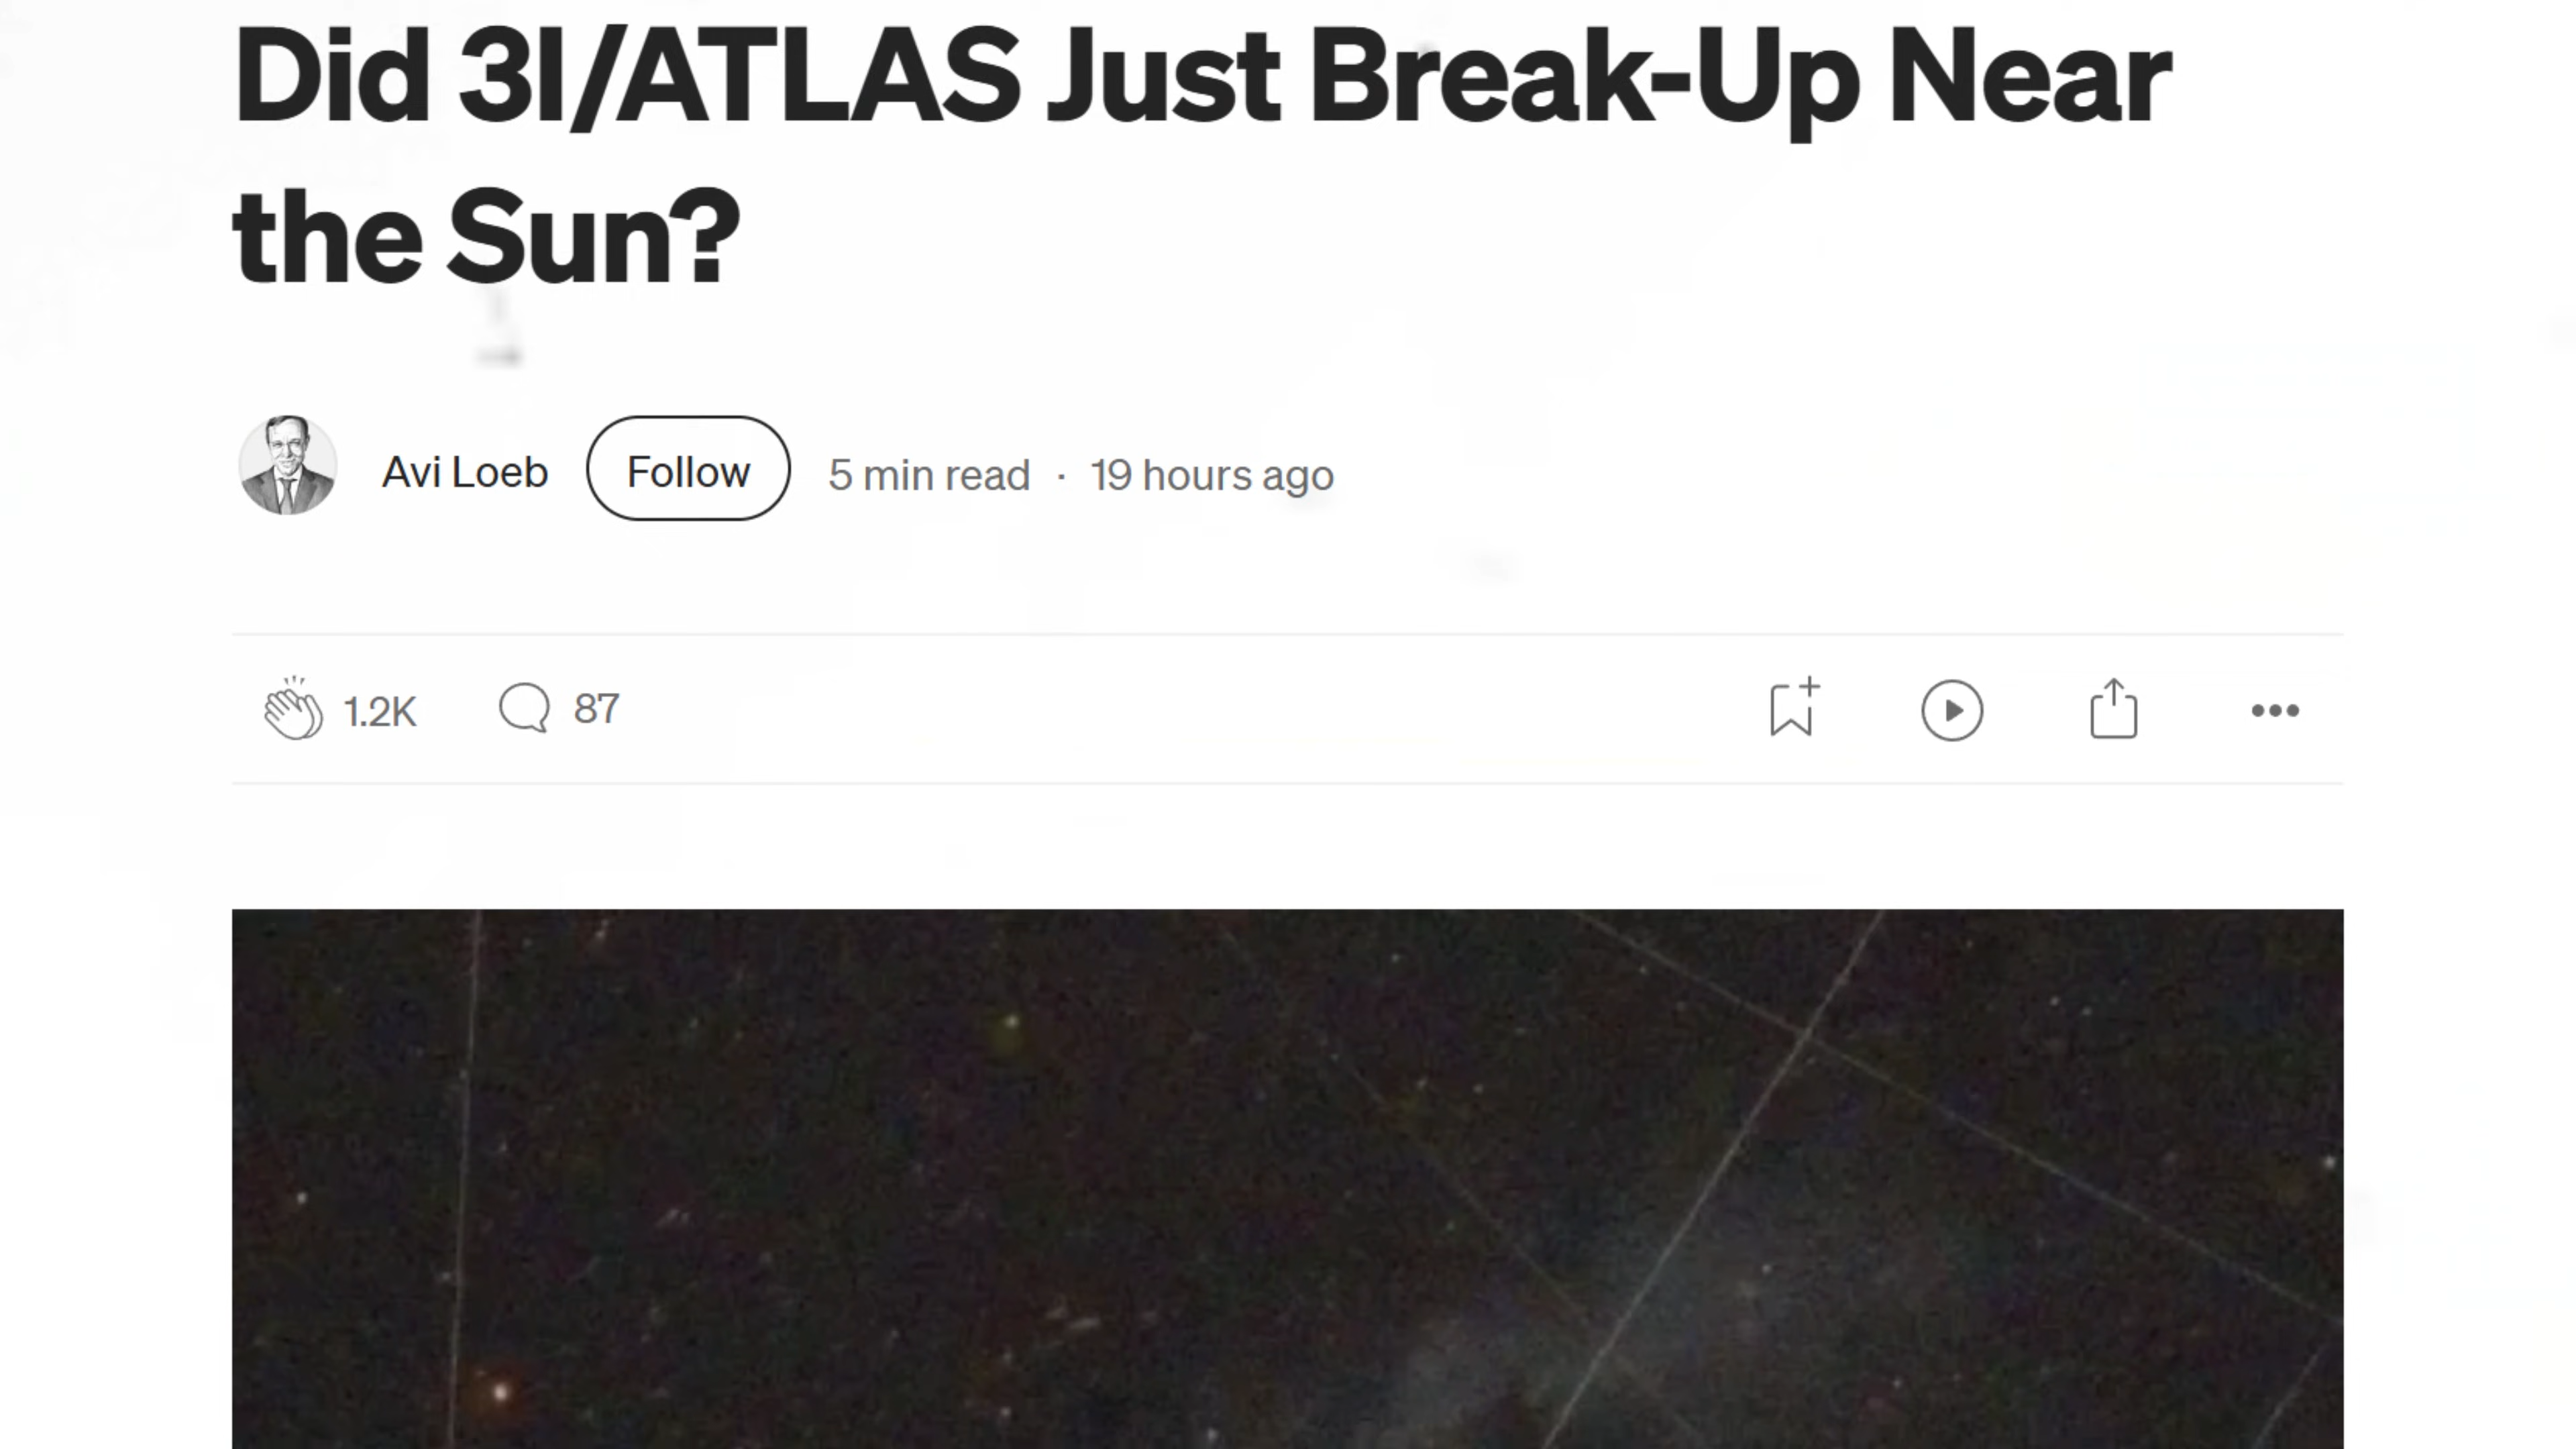 Did 3I/ATLAS Just Break-Up Near
the Sun?
Avi Loeb Follow 5 min read · 19 hours ago
1.2K 87